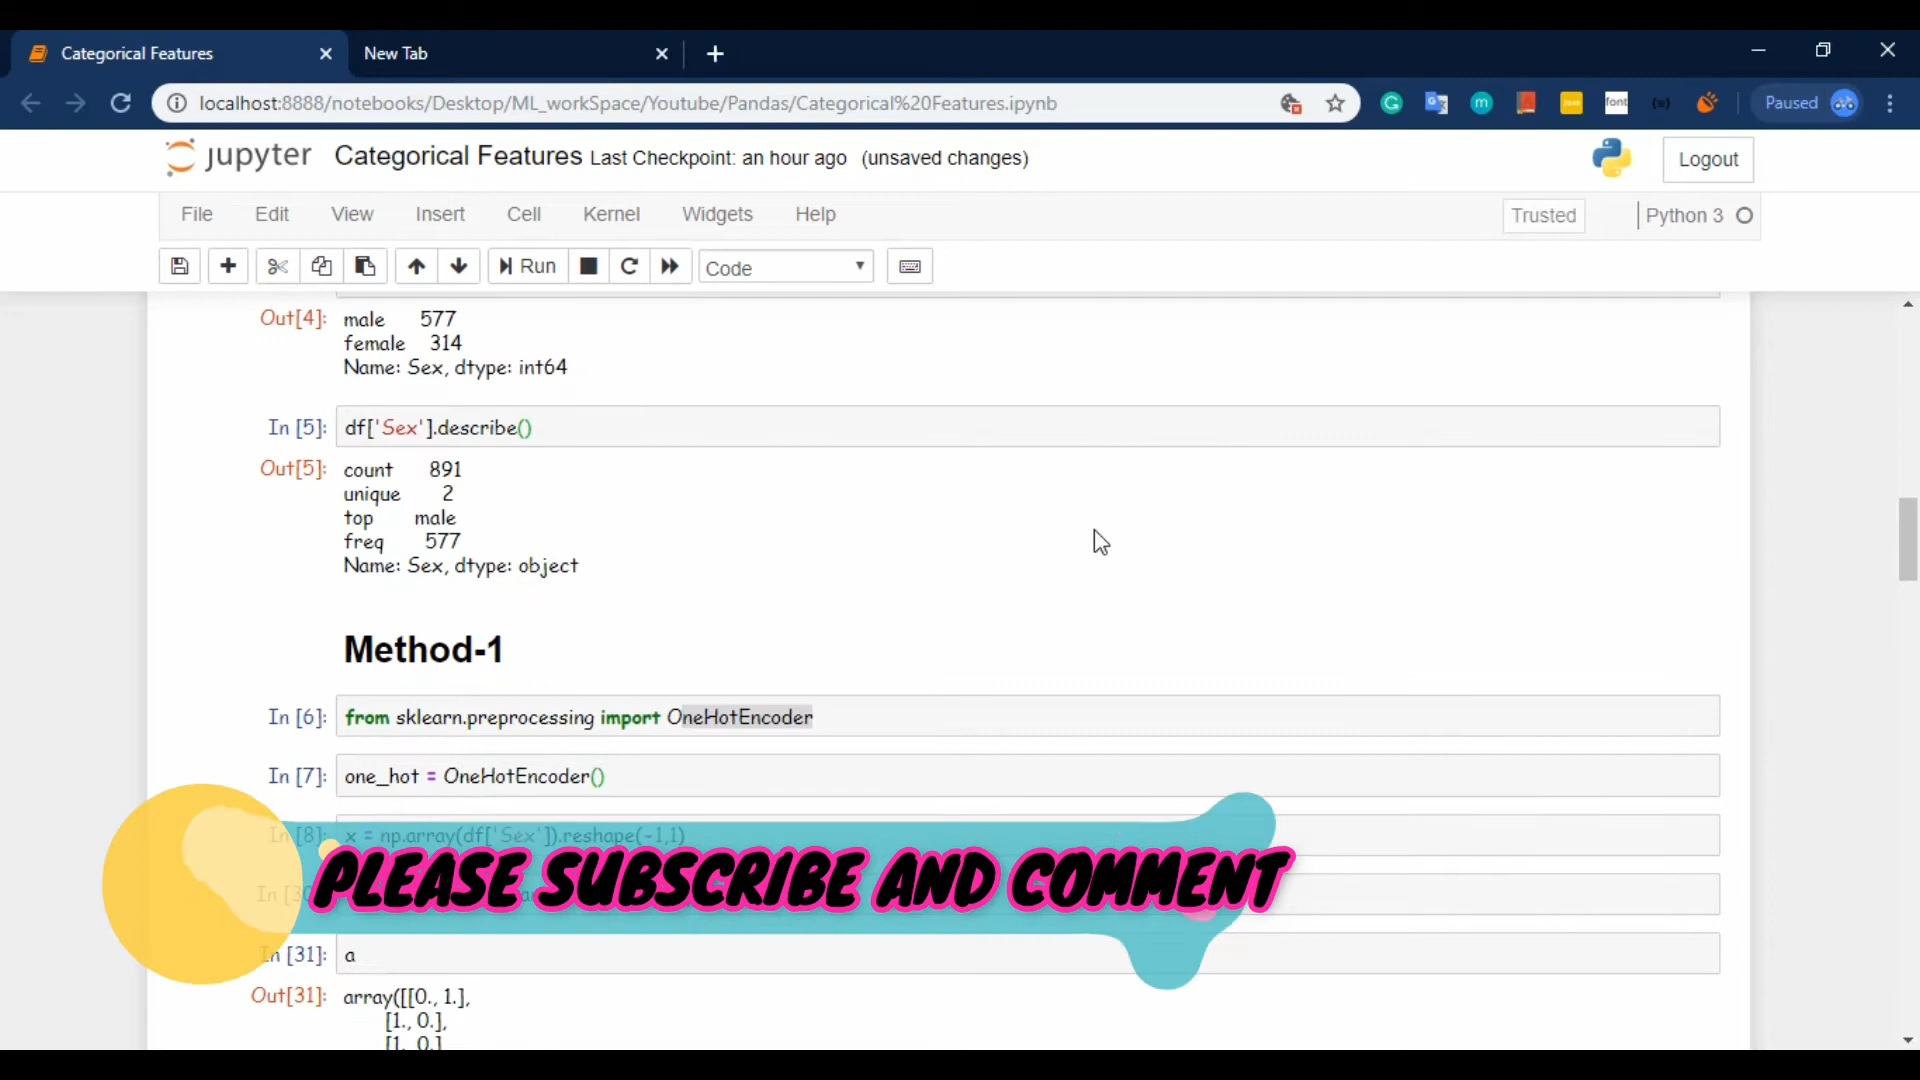 Categorical Features
New Tab
localhost:8888/notebooks/Desktop/ML_workSpace/Youtube/Pandas/Categorical%20Features.ipynb
font
Paused
jupyter Categorical Features Last Checkpoint: an hour ago (unsaved changes)
Logout
File Edit View Insert Cell Kernel Widgets Help
Trusted
Python 3
Run
Code
Out[4]: male 577
female 314
Name: Sex, dtype: int64
In [5]: df['Sex'].describe()
Out[5]: count 891
unique 2
top male
freq 577
Name: Sex, dtype: object
Method-1
In [6]: from sklearn.preprocessing import OneHotEncoder
In [7]: one_hot = OneHotEncoder()
In [8]: x = np.array(df['Sex']).reshape(-1,1)
PLEASE SUBSCRIBE AND COMMENT
In [31]: a
Out[31]: array([[0., 1.],
[1., 0.],
[1., 0.]